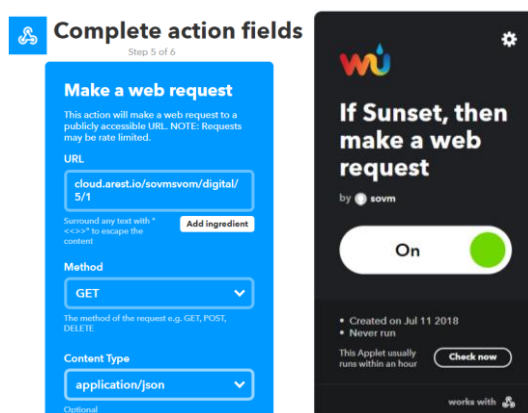 Complete action fields
Step 5 of 6
Make a web request
This action will make a web request to a
publicly accessible URL. NOTE: Requests
may be rate limited.
URL
cloud.arest.io/sovmsvom/digital/
5/1
Surround any text with "
<<>>" to escape the
content
Add ingredient
Method
GET
The method of the request e.g. GET, POST,
DELETE
Content Type
application/json
Optional
wu
If Sunset, then
make a web
request
by sovm
On
• Created on Jul 11 2018
• Never run
This Applet usually
runs within an hour
Check now
works with